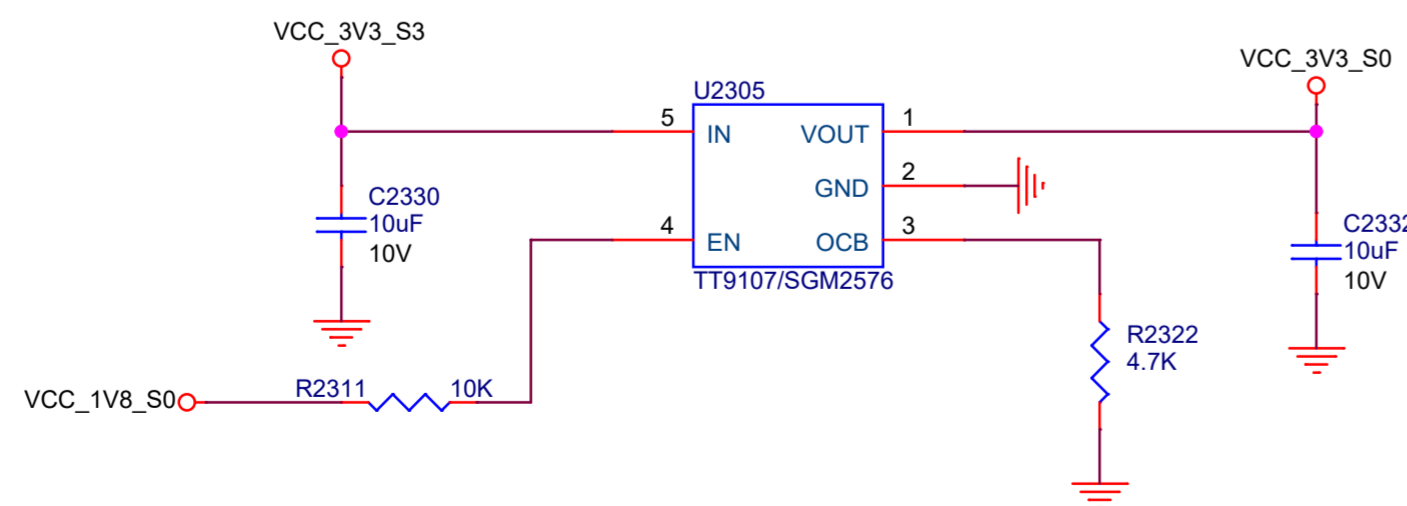 VCC_3V3_S3
VCC_3V3_S0
U2305
5
IN
VOUT
1
GND
2
4
EN
OCB
3
TT9107/SGM2576
C2330
10uF
10V
C2332
10uF
10V
R2322
4.7K
VCC_1V8_S0
R2311
10K